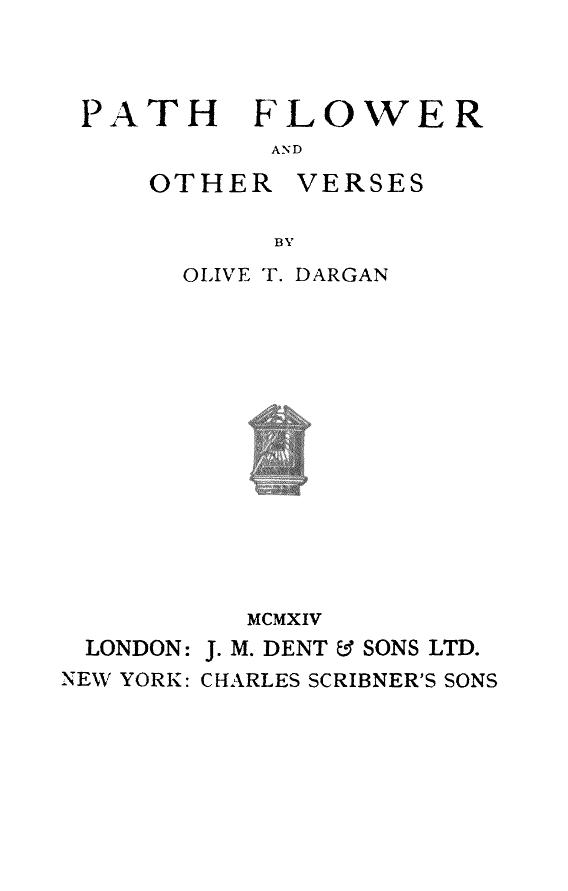 PATH FLOWER
AND
OTHER VERSES
BY
OLIVE T. DARGAN
MCMXIV
LONDON: J. M. DENT & SONS LTD.
NEW YORK: CHARLES SCRIBNER'S SONS